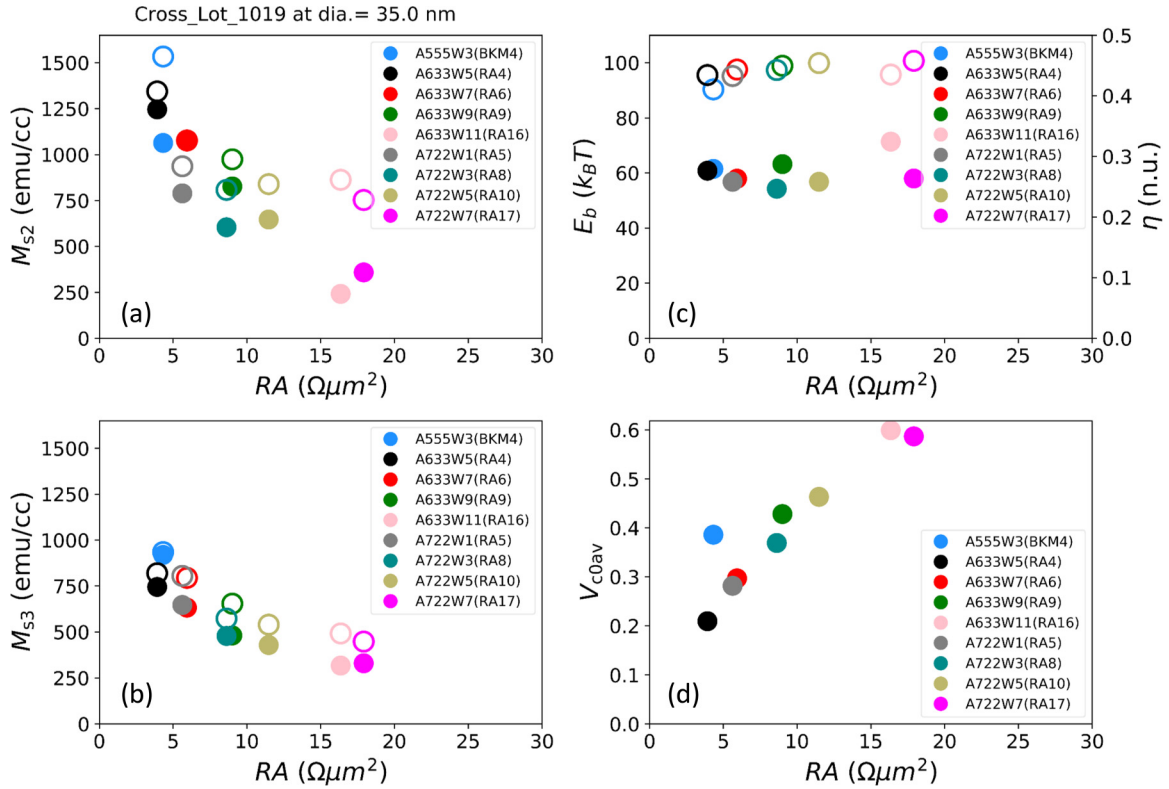 Cross_Lot_1019 at dia.= 35.0 nm
1500
1250
1000
750
500
250
0
M_s2 (emu/cc)
A555W3(BKM4)
A633W5(RA4)
A633W7(RA6)
A633W9(RA9)
A633W11(RA16)
A722W1(RA5)
A722W3(RA8)
A722W5(RA10)
A722W7(RA17)
(a)
0 5 10 15 20 25 30
RA (Ωμm²)
100
80
60
40
20
0
E_b (k_BT)
A555W3(BKM4)
A633W5(RA4)
A633W7(RA6)
A633W9(RA9)
A633W11(RA16)
A722W1(RA5)
A722W3(RA8)
A722W5(RA10)
A722W7(RA17)
0.5
0.4
0.3
0.2
0.1
0.0
η (n.u.)
(c)
0 5 10 15 20 25 30
RA (Ωμm²)
1500
1250
1000
750
500
250
0
M_s3 (emu/cc)
A555W3(BKM4)
A633W5(RA4)
A633W7(RA6)
A633W9(RA9)
A633W11(RA16)
A722W1(RA5)
A722W3(RA8)
A722W5(RA10)
A722W7(RA17)
(b)
0 5 10 15 20 25 30
RA (Ωμm²)
0.6
0.5
0.4
0.3
0.2
0.1
0.0
V_c0av
A555W3(BKM4)
A633W5(RA4)
A633W7(RA6)
A633W9(RA9)
A633W11(RA16)
A722W1(RA5)
A722W3(RA8)
A722W5(RA10)
A722W7(RA17)
(d)
0 5 10 15 20 25 30
RA (Ωμm²)